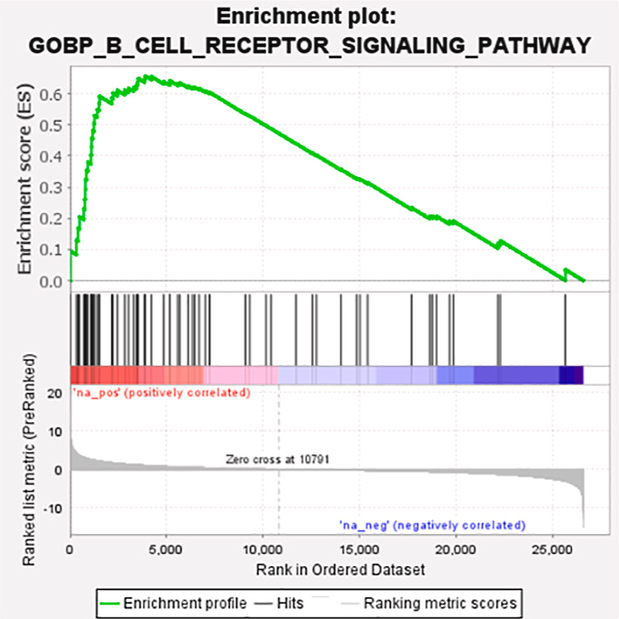 Enrichment plot:
GOBP_B_CELL_RECEPTOR_SIGNALING_PATHWAY
Enrichment score (ES)
0.6
0.5
0.4
0.3
0.2
0.1
0.0
'na_pos' (positively correlated)
Ranked list metric (PreRanked)
20
10
0
-10
Zero cross at 10791
'na_neg' (negatively correlated)
0 5,000 10,000 15,000 20,000 25,000
Rank in Ordered Dataset
Enrichment profile Hits Ranking metric scores